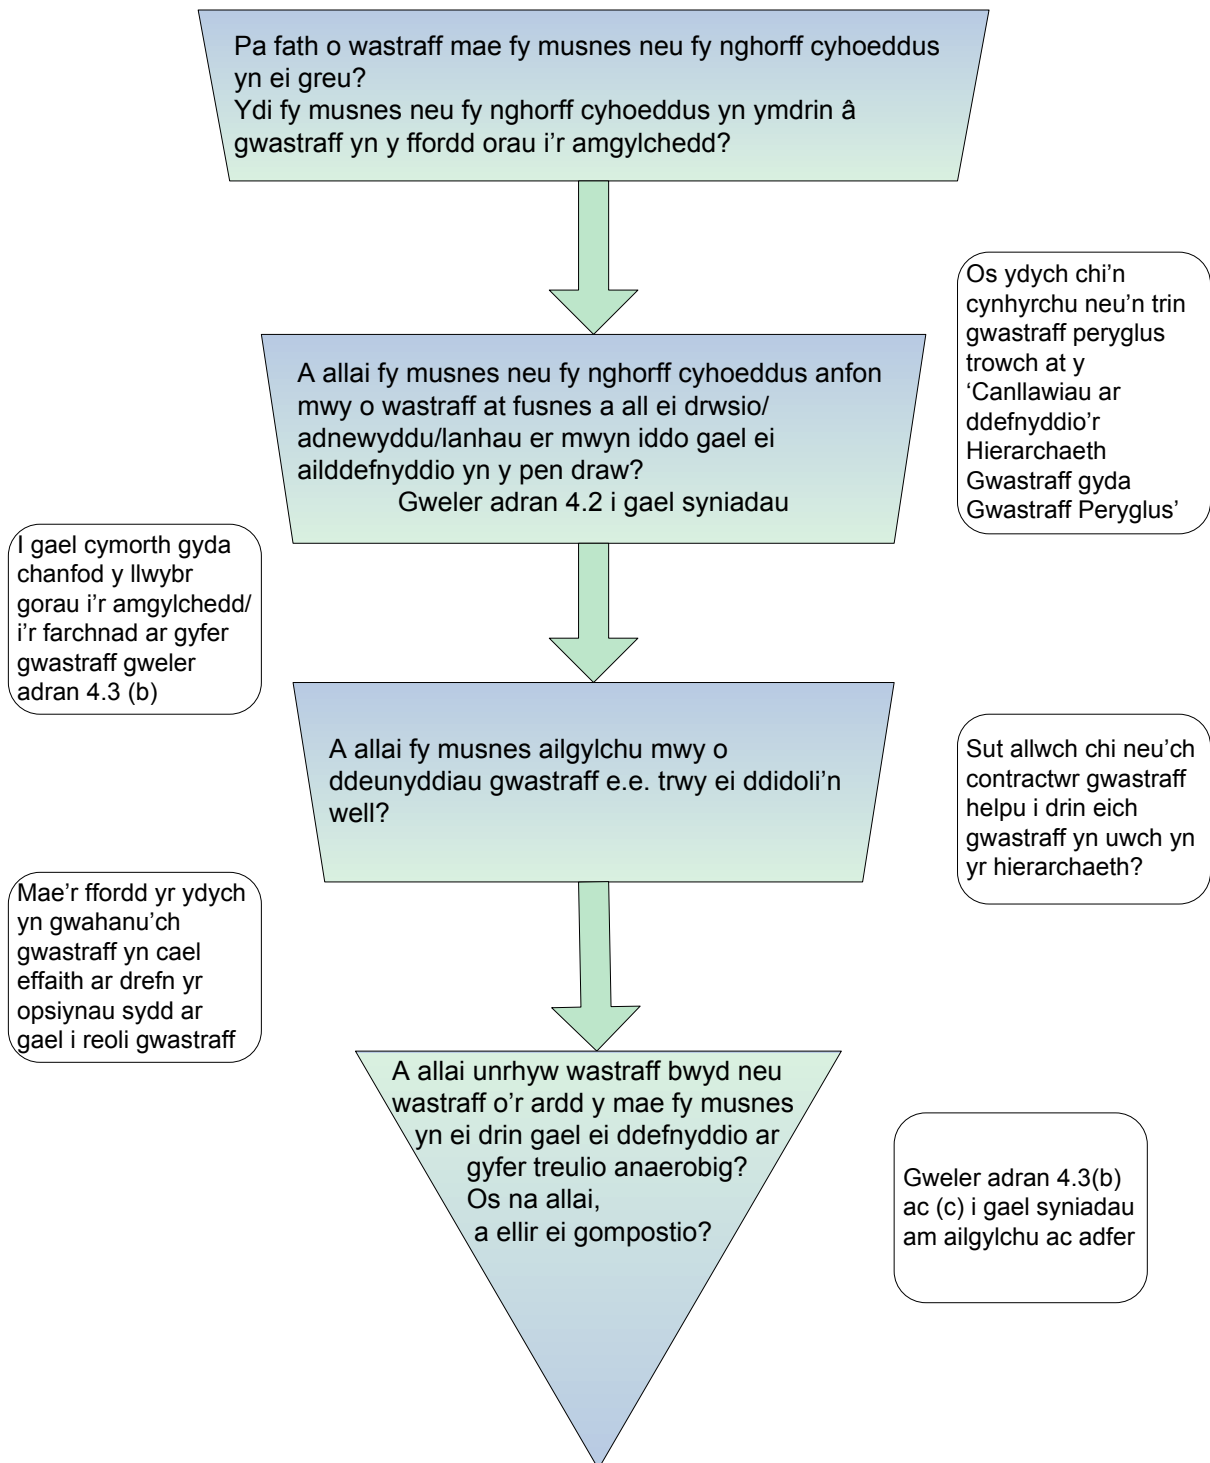 Pa fath o wastraff mae fy musnes neu fy nghorff cyhoeddus
yn ei greu?
Ydi fy musnes neu fy nghorff cyhoeddus yn ymdrin â
gwastraff yn y ffordd orau i'r amgylchedd?
Os ydych chi’n
cynhyrchu neu’n trin
gwastraff peryglus
trowch at y
‘Canllawiau ar
ddefnyddio’r
Hierarchaeth
Gwastraff gyda
Gwastraff Peryglus’
A allai fy musnes neu fy nghorff cyhoeddus anfon
mwy o wastraff at fusnes a all ei drwsio/
adnewyddu/lanhau er mwyn iddo gael ei
ailddefnyddio yn y pen draw?
Gweler adran 4.2 i gael syniadau
I gael cymorth gyda
chanfod y llwybr
gorau i’r amgylchedd/
i’r farchnad ar gyfer
gwastraff gweler
adran 4.3 (b)
A allai fy musnes ailgylchu mwy o
ddeunyddiau gwastraff e.e. trwy ei ddidoli’n
well?
Sut allwch chi neu’ch
contractwr gwastraff
helpu i drin eich
gwastraff yn uwch yn
yr hierarchaeth?
Mae’r ffordd yr ydych
yn gwahanu’ch
gwastraff yn cael
effaith ar drefn yr
opsiynau sydd ar
gael i reoli gwastraff
A allai unrhyw wastraff bwyd neu
wastraff o’r ardd y mae fy musnes
yn ei drin gael ei ddefnyddio ar
gyfer treulio anaerobig?
Os na allai,
a ellir ei gompostio?
Gweler adran 4.3(b)
ac (c) i gael syniadau
am ailgylchu ac adfer